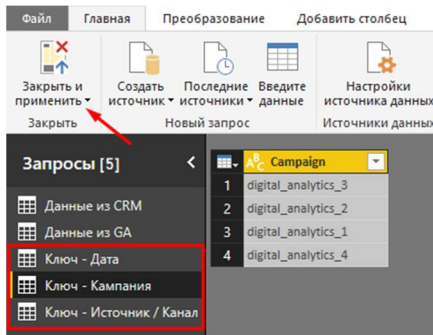 Файл Главная Преобразование Добавить столбец
Закрыть и применить
Создать источник
Последние источники
Введите данные
Настройки источника данных
Закрыть Новый запрос Источники данных
Запросы [5]
Данные из CRM
Данные из GA
Ключ - Дата
Ключ - Кампания
Ключ - Источник / Канал
ABC Campaign
1 digital_analytics_3
2 digital_analytics_2
3 digital_analytics_1
4 digital_analytics_4